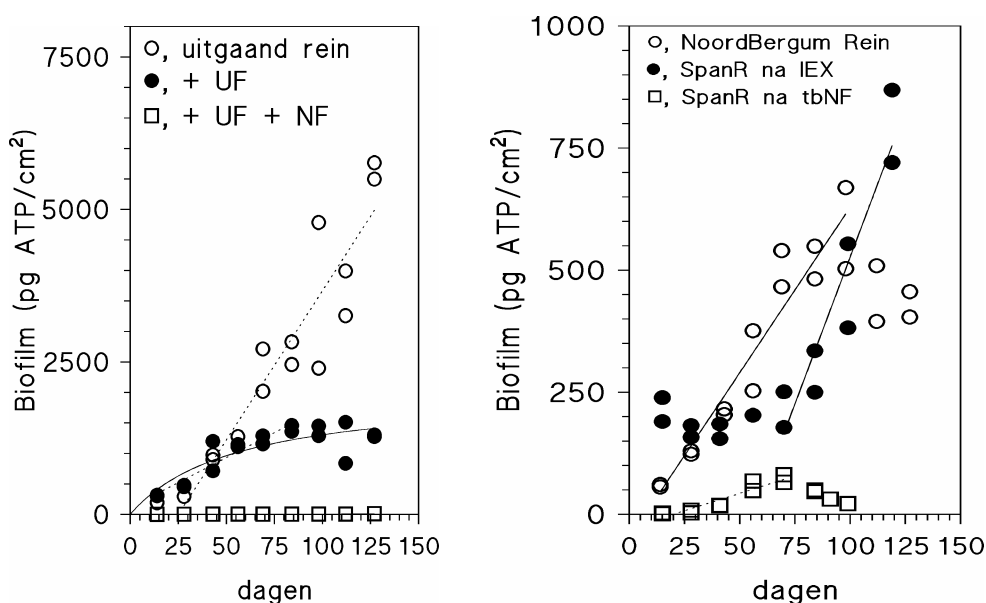 Biofilm (pg ATP/cm²)
7500
5000
2500
0
○, uitgaand rein
●, + UF
□, + UF + NF
0 25 50 75 100 125 150
dagen
Biofilm (pg ATP/cm²)
1000
750
500
250
0
○, NoordBergum Rein
●, SpanR na IEX
□, SpanR na tbNF
0 25 50 75 100 125 150
dagen